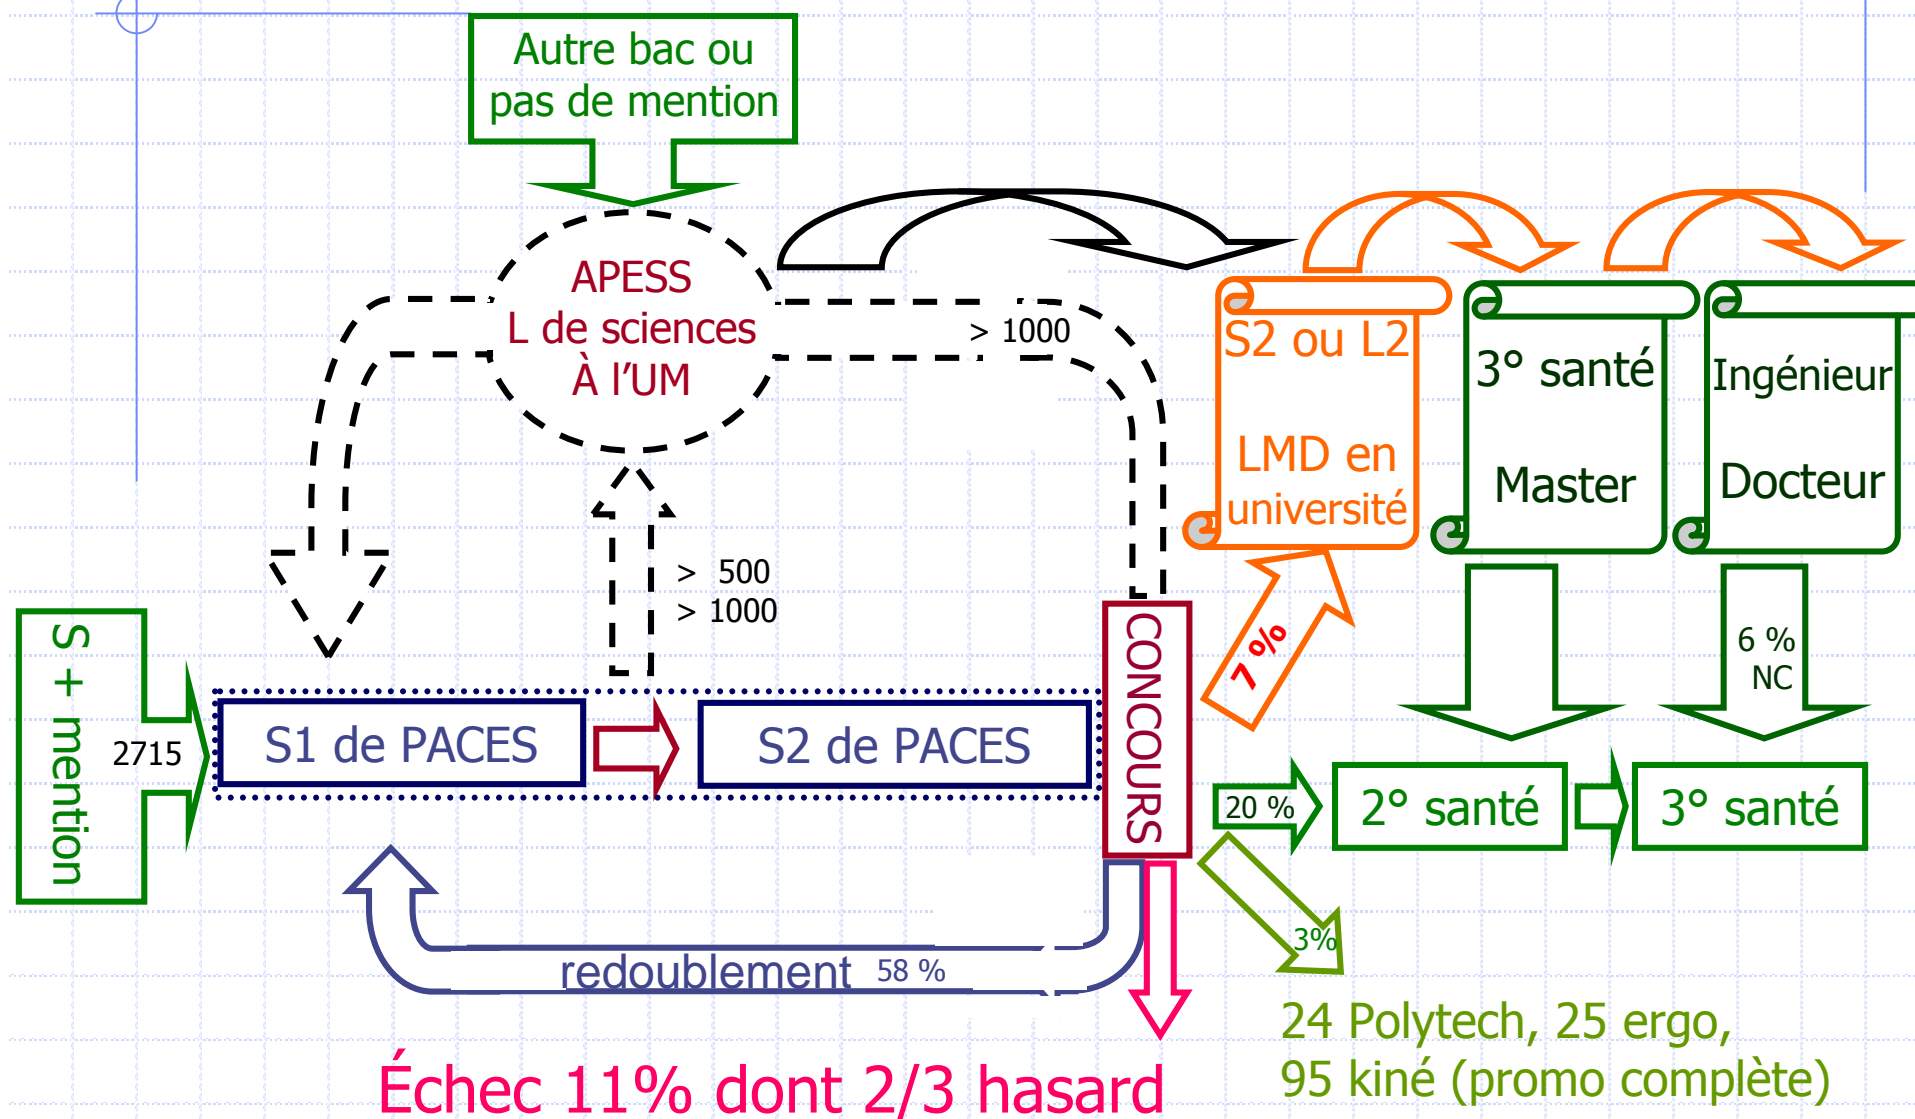 Autre bac ou
pas de mention
APESS
L de sciences
À l'UM
> 1000
S2 ou L2
LMD en
université
3° santé
Master
Ingénieur
Docteur
> 500
> 1000
S + mention
2715
S1 de PACES
S2 de PACES
CONCOURS
7 %
6 %
NC
20 %
2° santé
3° santé
3%
redoublement 58 %
24 Polytech, 25 ergo,
95 kiné (promo complète)
Échec 11% dont 2/3 hasard